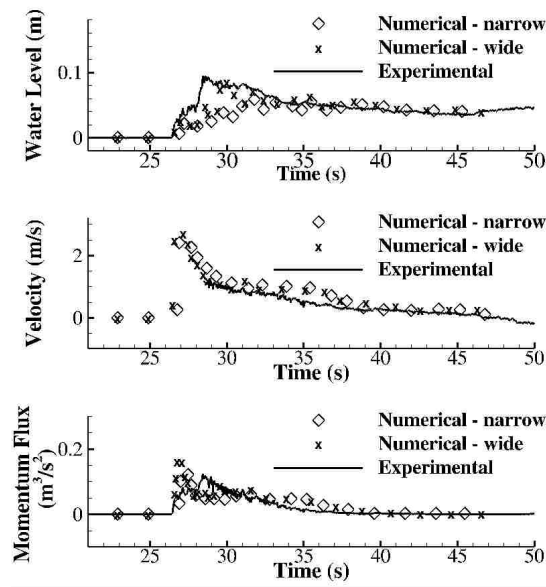 Water Level (m)
0.1
0
25
30
35
40
45
50
Time (s)
Numerical - narrow
Numerical - wide
Experimental
Velocity (m/s)
2
0
25
30
35
40
45
50
Time (s)
Numerical - narrow
Numerical - wide
Experimental
Momentum Flux
(m³/s²)
0.2
0
25
30
35
40
45
50
Time (s)
Numerical - narrow
Numerical - wide
Experimental